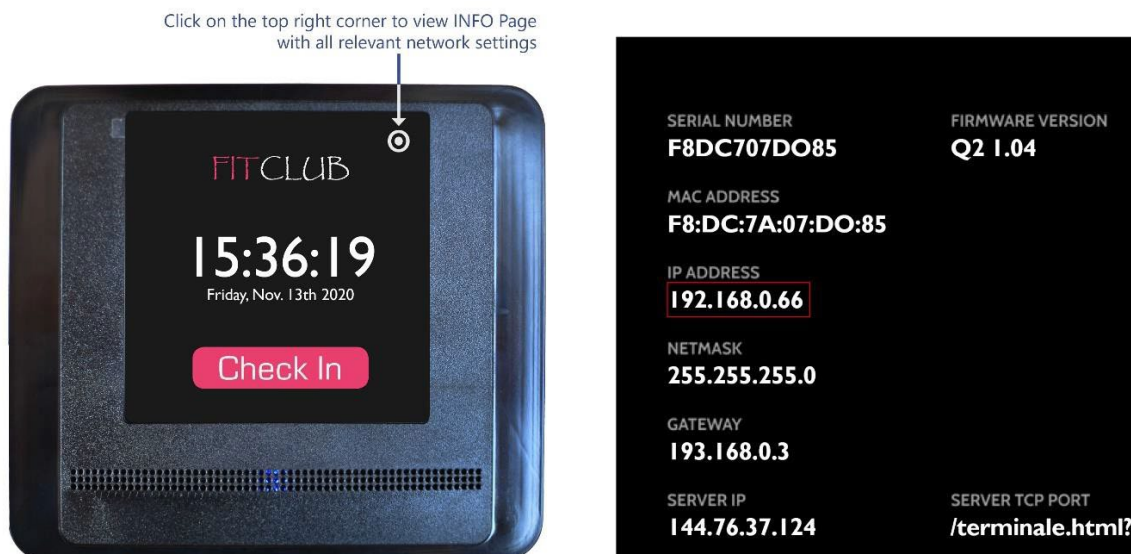 Click on the top right corner to view INFO Page
with all relevant network settings
FITCLUB
15:36:19
Friday, Nov. 13th 2020
Check In
SERIAL NUMBER
F8DC707DO85
FIRMWARE VERSION
Q2 1.04
MAC ADDRESS
F8:DC:7A:07:DO:85
IP ADDRESS
192.168.0.66
NETMASK
255.255.255.0
GATEWAY
193.168.0.3
SERVER IP
144.76.37.124
SERVER TCP PORT
/terminale.html?